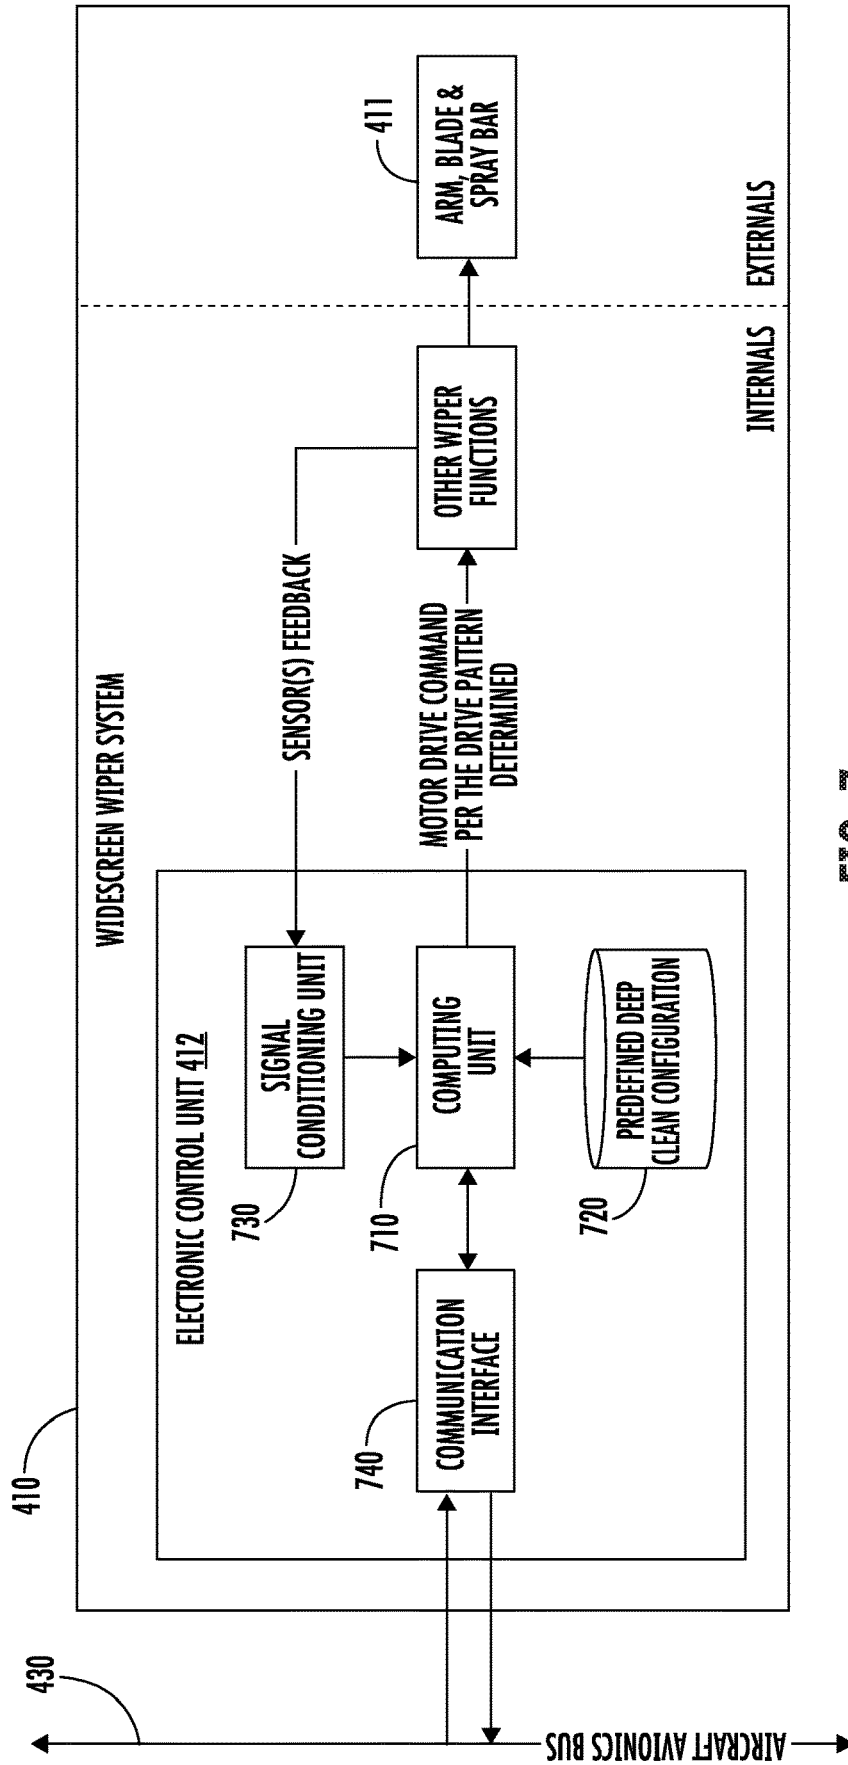 410
WIDESCREEN WIPER SYSTEM
ELECTRONIC CONTROL UNIT 412
430
AIRCRAFT AVIONICS BUS
740
COMMUNICATION
INTERFACE
730
SIGNAL
CONDITIONING UNIT
710
COMPUTING
UNIT
720
PREDEFINED DEEP
CLEAN CONFIGURATION
SENSOR(S) FEEDBACK
MOTOR DRIVE COMMAND
PER THE DRIVE PATTERN
DETERMINED
OTHER WIPER
FUNCTIONS
411
ARM, BLADE &
SPRAY BAR
INTERNALS
EXTERNALS